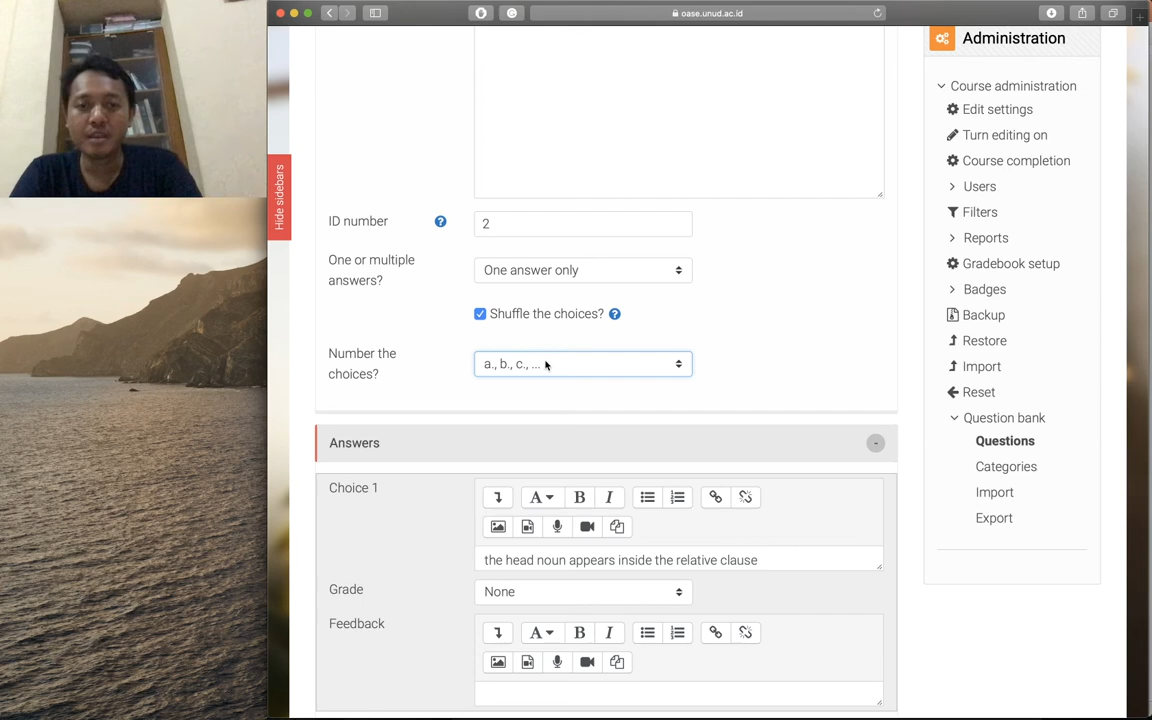 oase.unud.ac.id
Hide sidebars
ID number
2
One or multiple
answers?
One answer only
Shuffle the choices?
Number the
choices?
a., b., c., ...
Answers
-
Choice 1
A B I
the head noun appears inside the relative clause
Grade
None
Feedback
A B I
Administration
Course administration
Edit settings
Turn editing on
Course completion
Users
Filters
Reports
Gradebook setup
Badges
Backup
Restore
Import
Reset
Question bank
Questions
Categories
Import
Export